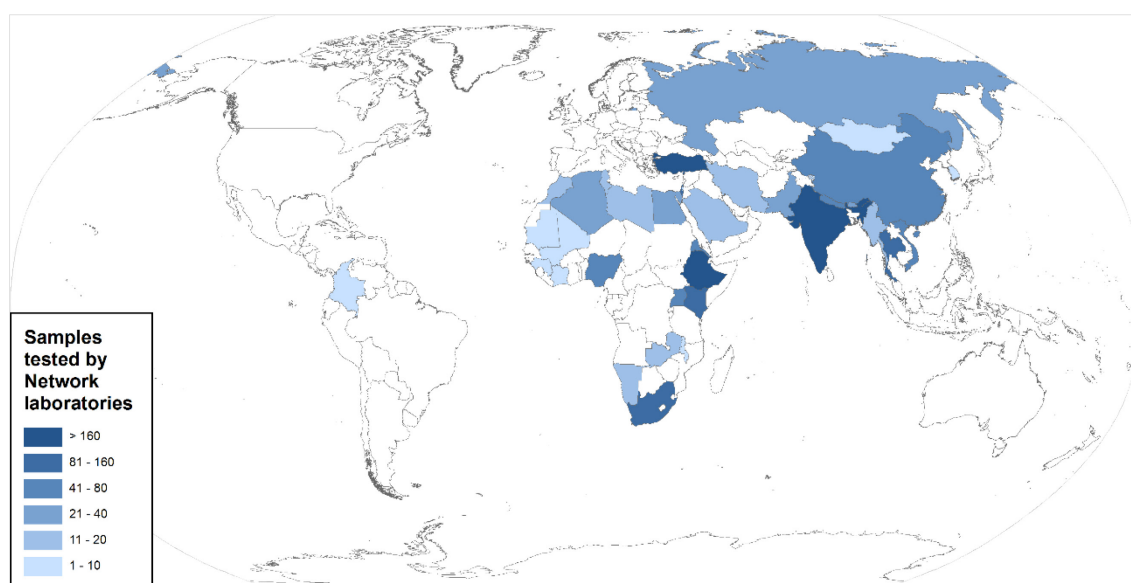 Samples
tested by
Network
laboratories
> 160
81 - 160
41 - 80
21 - 40
11 - 20
1 - 10